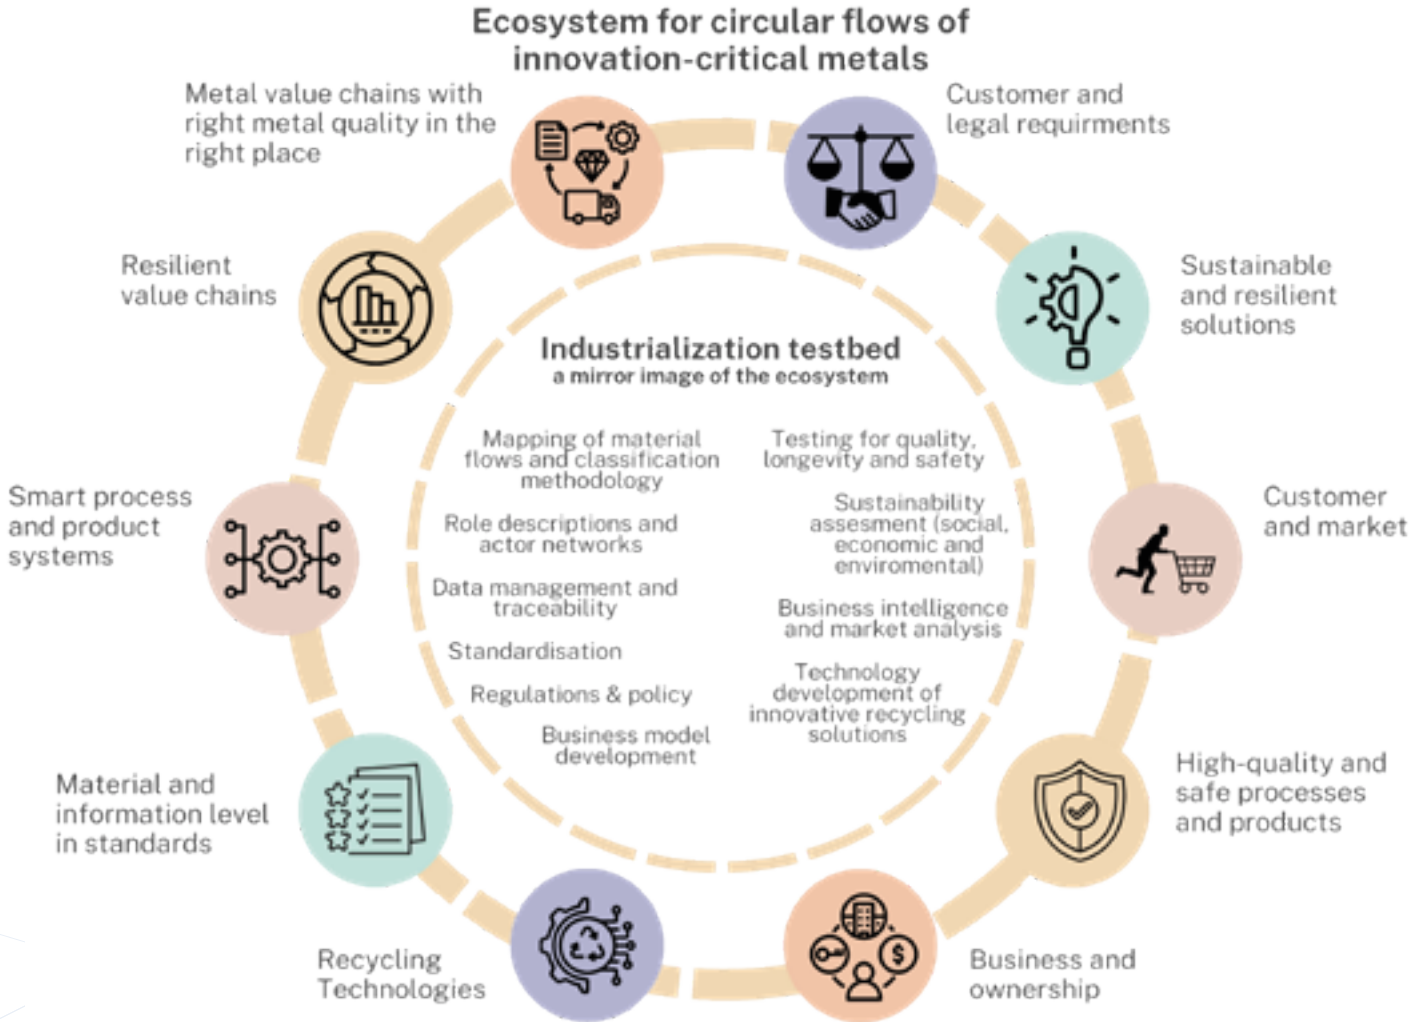 Ecosystem for circular flows of
innovation-critical metals
Metal value chains with
right metal quality in the
right place
Customer and
legal requirments
Resilient
value chains
Sustainable
and resilient
solutions
Industrialization testbed
a mirror image of the ecosystem
Mapping of material
flows and classification
methodology
Role descriptions and
actor networks
Data management and
traceability
Standardisation
Regulations & policy
Business model
development
Testing for quality,
longevity and safety
Sustainability
assesment (social,
economic and
enviromental)
Business intelligence
and market analysis
Technology
development of
innovative recycling
solutions
Smart process
and product
systems
Customer
and market
Material and
information level
in standards
High-quality and
safe processes
and products
Recycling
Technologies
$
Business and
ownership